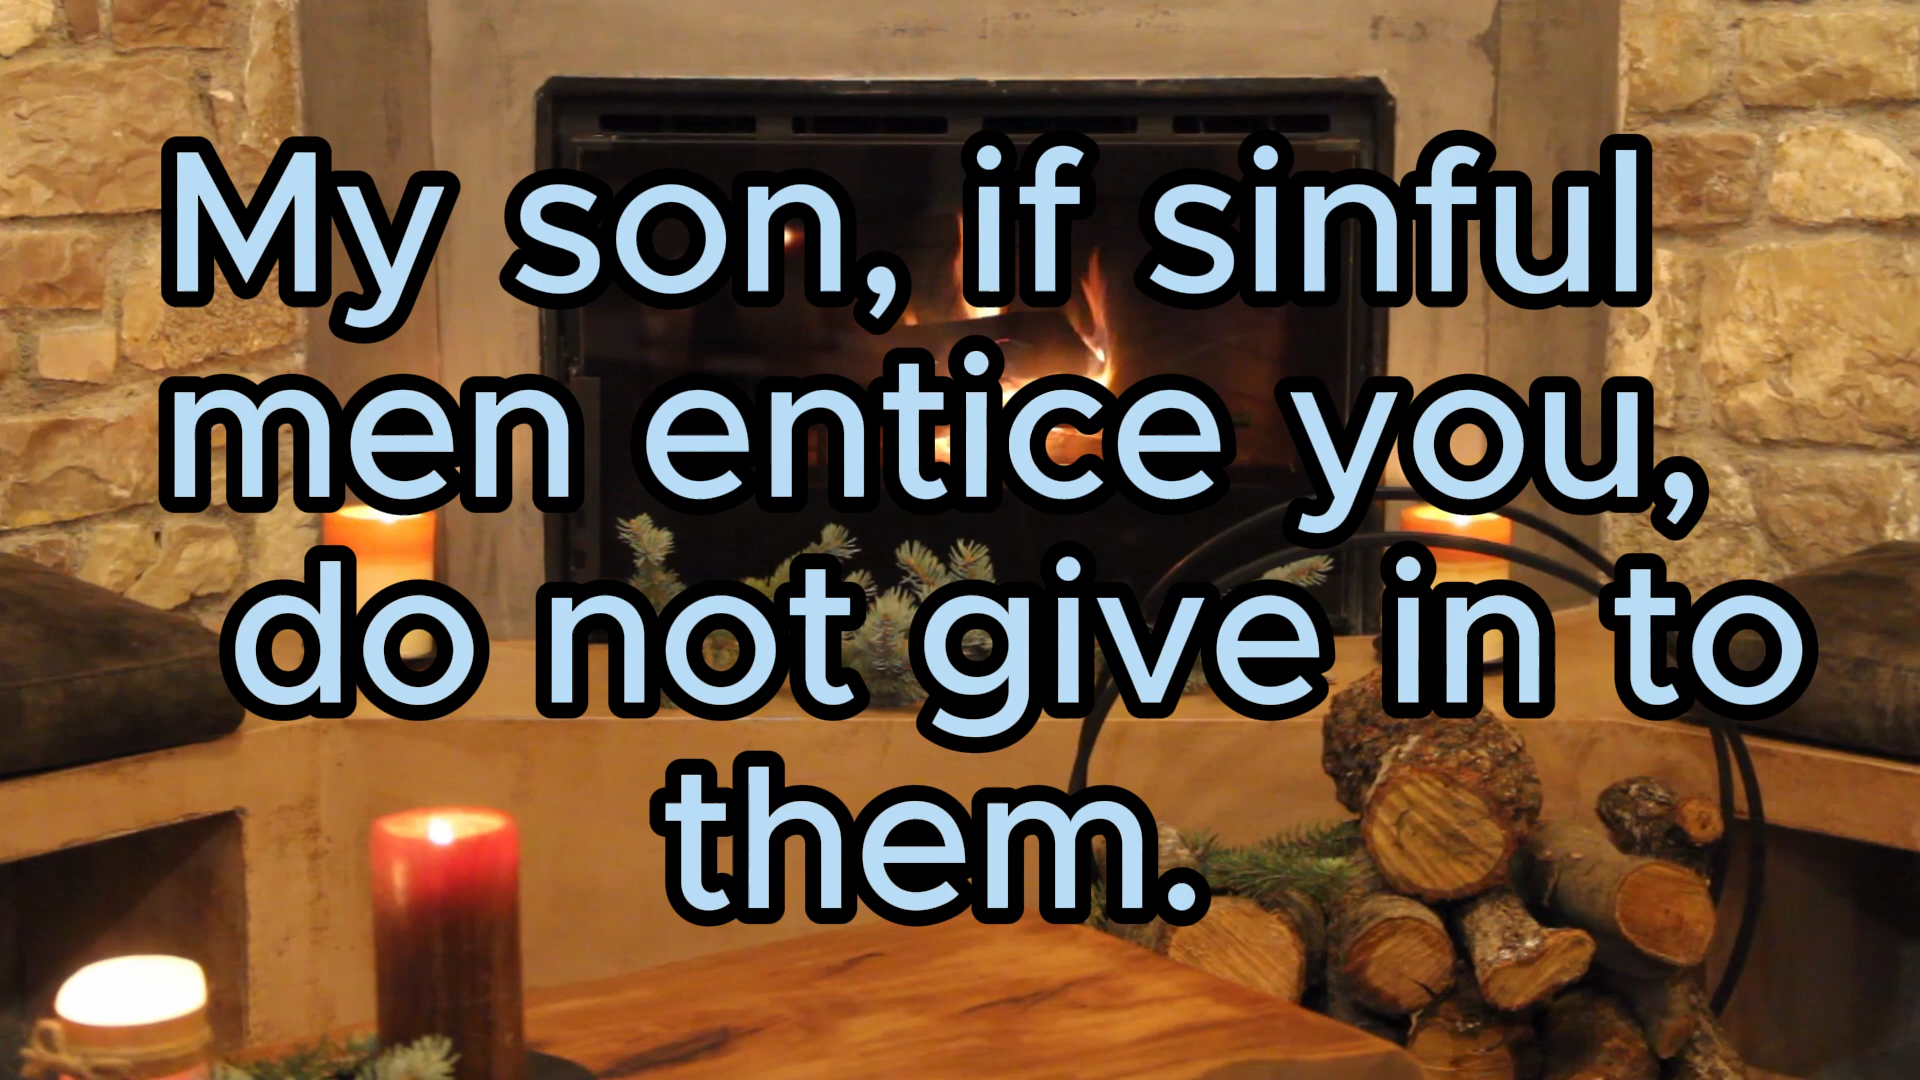 My son, if sinful
men entice you,
do not give in to
them.